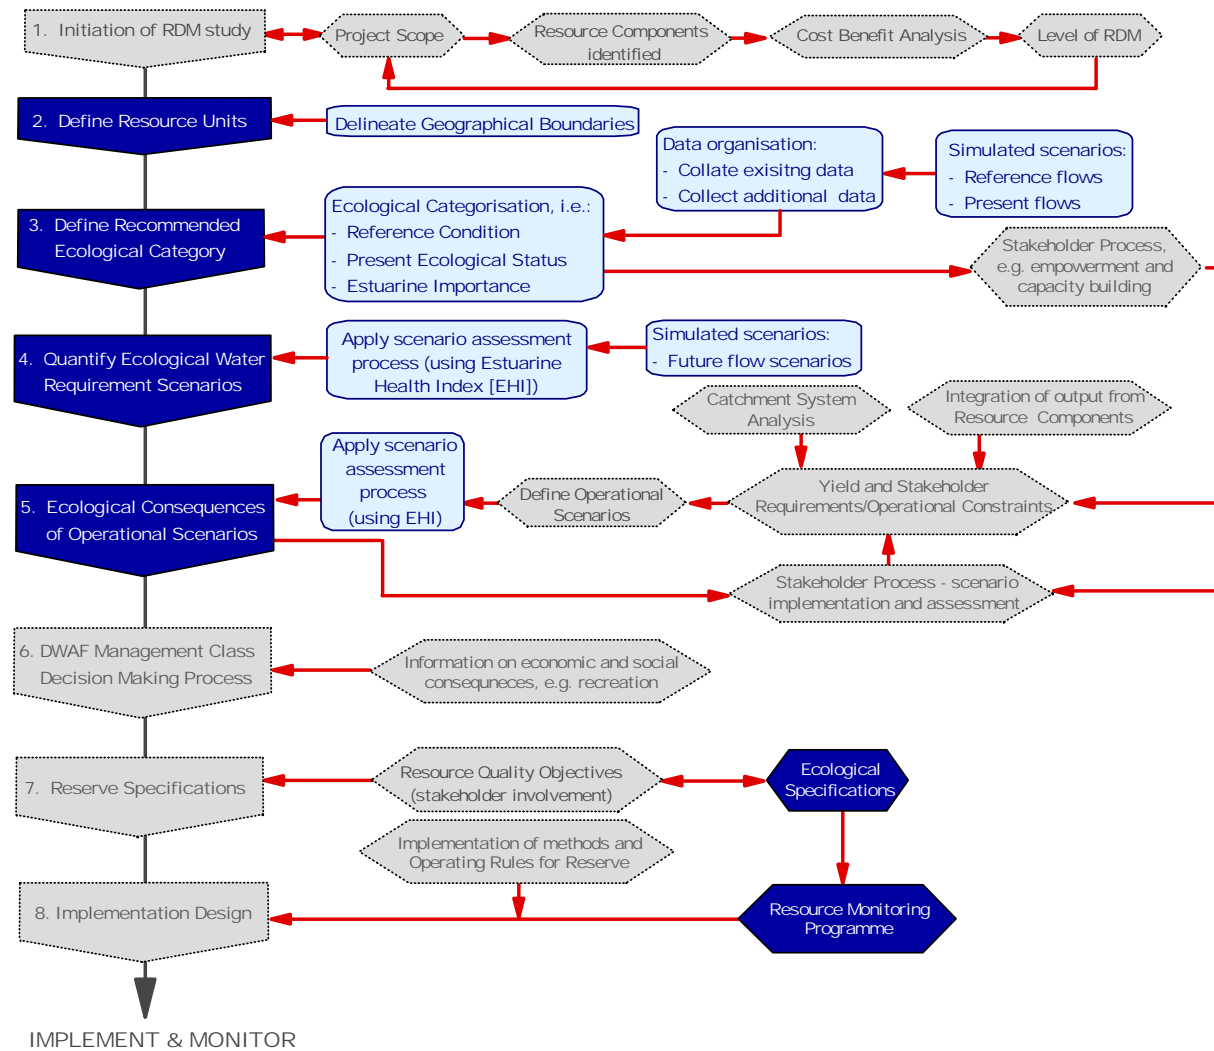 1. Initiation of RDM study
Project Scope
Resource Components
identified
Cost Benefit Analysis
Level of RDM
2. Define Resource Units
Delineate Geographical Boundaries
Data organisation:
- Collate exisitng data
- Collect additional data
Simulated scenarios:
- Reference flows
- Present flows
3. Define Recommended
Ecological Category
Ecological Categorisation, i.e.:
- Reference Condition
- Present Ecological Status
- Estuarine Importance
Stakeholder Process,
e.g. empowerment and
capacity building
4. Quantify Ecological Water
Requirement Scenarios
Apply scenario assessment
process (using Estuarine
Health Index [EHI])
Simulated scenarios:
- Future flow scenarios
Catchment System
Analysis
Integration of output from
Resource Components
5. Ecological Consequences
of Operational Scenarios
Apply scenario
assessment
process
(using EHI)
Define Operational
Scenarios
Yield and Stakeholder
Requirements/Operational Constraints
Stakeholder Process - scenario
implementation and assessment
6. DWAF Management Class
Decision Making Process
Information on economic and social
consequneces, e.g. recreation
7. Reserve Specifications
Resource Quality Objectives
(stakeholder involvement)
Ecological
Specifications
Implementation of methods and
Operating Rules for Reserve
8. Implementation Design
Resource Monitoring
Programme
IMPLEMENT & MONITOR